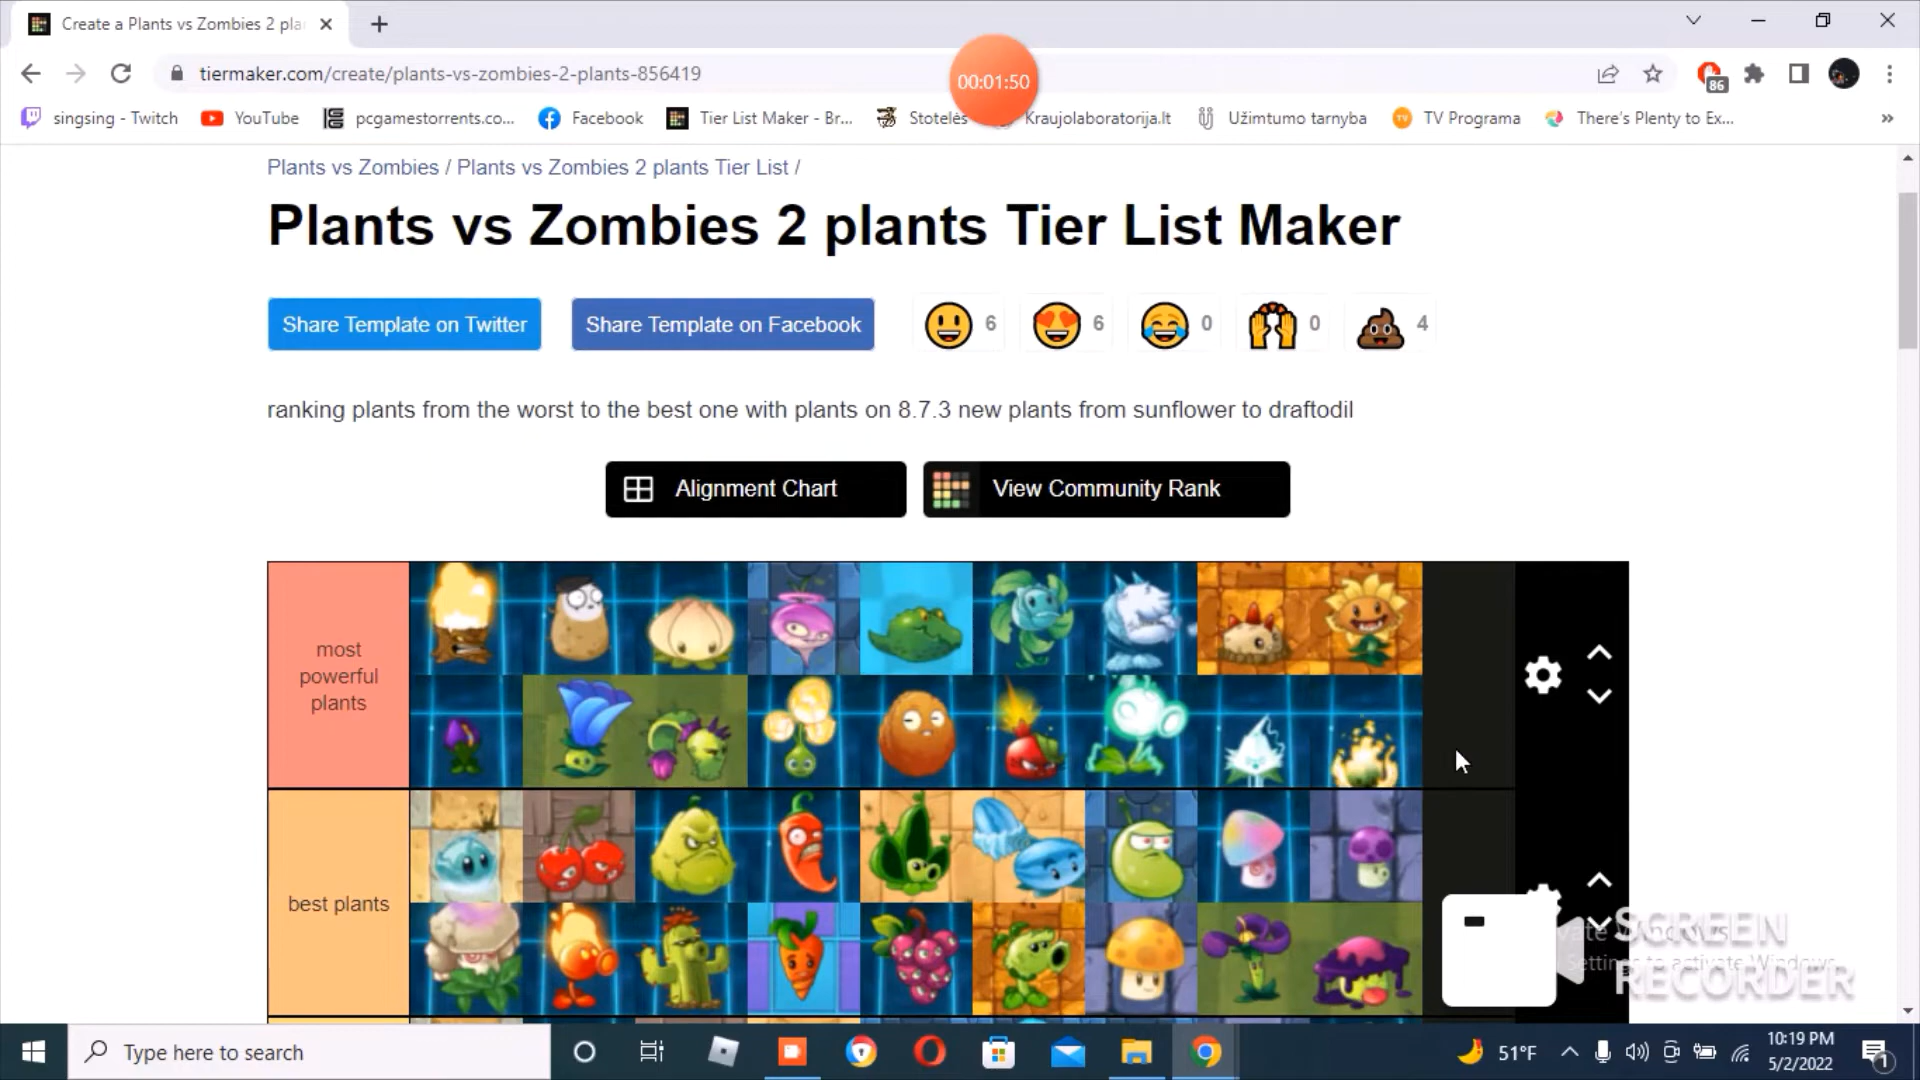 Create a Plants vs Zombies 2 pla
tiermaker.com/create/plants-vs-zombies-2-plants-856419
00:01:50
86
singsing - Twitch
YouTube
pcgamestorrents.co...
Facebook
Tier List Maker - Br...
Stotelės
Kraujolaboratorija.lt
Užimtumo tarnyba
TV Programa
There's Plenty to Ex...
»
Plants vs Zombies / Plants vs Zombies 2 plants Tier List /
Plants vs Zombies 2 plants Tier List Maker
Share Template on Twitter
Share Template on Facebook
6
6
0
0
4
ranking plants from the worst to the best one with plants on 8.7.3 new plants from sunflower to draftodil
Alignment Chart
View Community Rank
most
powerful
plants
best plants
SCREEN
RECORDER
Settings to activate Windows.
Type here to search
51°F
10:19 PM
5/2/2022
1